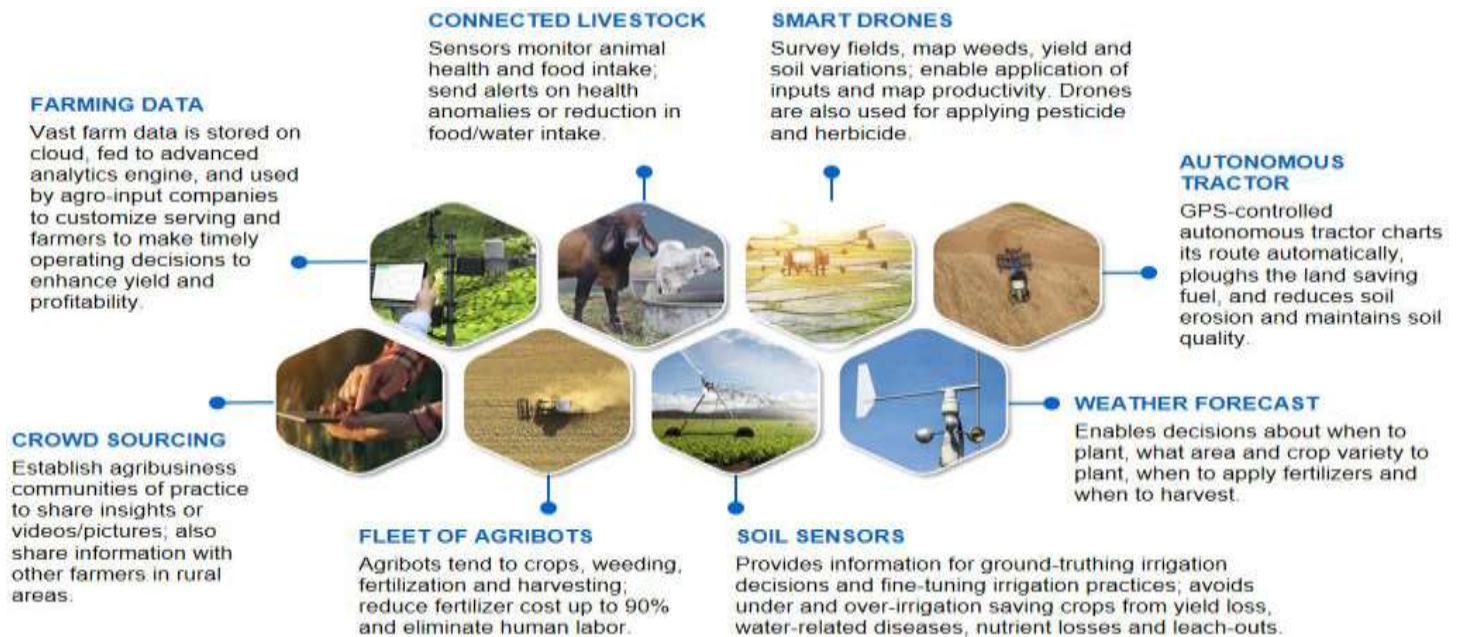 CONNECTED LIVESTOCK
Sensors monitor animal
health and food intake;
send alerts on health
anomalies or reduction in
food/water intake.
SMART DRONES
Survey fields, map weeds, yield and
soil variations; enable application of
inputs and map productivity. Drones
are also used for applying pesticide
and herbicide.
FARMING DATA
Vast farm data is stored on
cloud, fed to advanced
analytics engine, and used
by agro-input companies
to customize serving and
farmers to make timely
operating decisions to
enhance yield and
profitability.
AUTONOMOUS
TRACTOR
GPS-controlled
autonomous tractor charts
its route automatically,
ploughs the land saving
fuel, and reduces soil
erosion and maintains soil
quality.
CROWD SOURCING
Establish agribusiness
communities of practice
to share insights or
videos/pictures; also
share information with
other farmers in rural
areas.
FLEET OF AGRIBOTS
Agribots tend to crops, weeding,
fertilization and harvesting;
reduce fertilizer cost up to 90%
and eliminate human labor.
SOIL SENSORS
Provides information for ground-truthing irrigation
decisions and fine-tuning irrigation practices; avoids
under and over-irrigation saving crops from yield loss,
water-related diseases, nutrient losses and leach-outs.
WEATHER FORECAST
Enables decisions about when to
plant, what area and crop variety to
plant, when to apply fertilizers and
when to harvest.